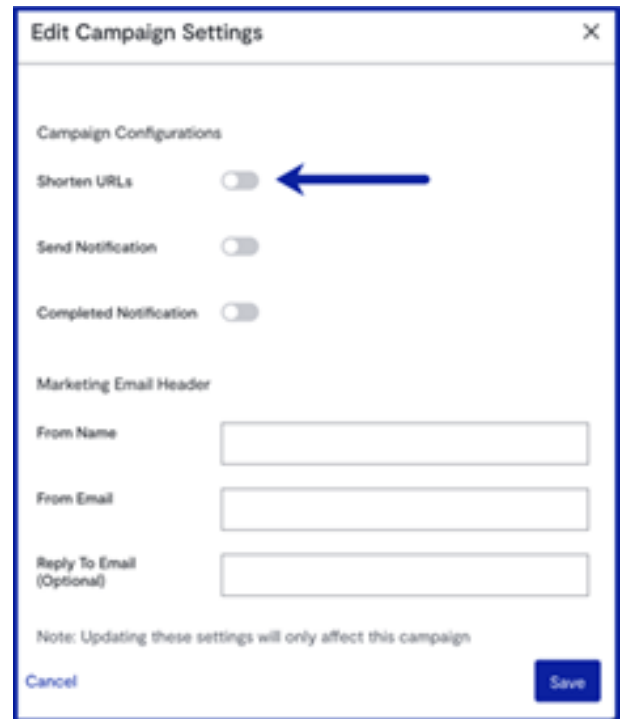 Edit Campaign Settings
Campaign Configurations
Shorten URLs
Send Notification
Completed Notification
Marketing Email Header
From Name
From Email
Reply To Email
(Optional)
Note: Updating these settings will only affect this campaign
Cancel
Save